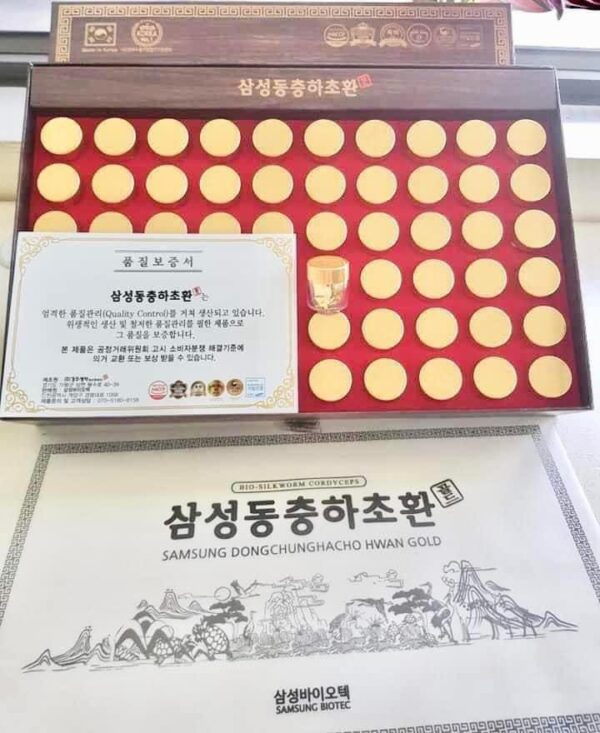 삼성동충하초환
품질보증서
삼성동충하초환는
엄격한 품질관리(Quality Control)를 거쳐 생산되고 있습니다.
위생적인 생산 및 철저한 품질관리를 필한 제품으로
그 품질을 보증합니다.
본 제품은 공정거래위원회 고시 소비자분쟁 해결기준에
의거 교환 또는 보상 받을 수 있습니다.
BIO-SILKWORM CORDYCEPS
삼성동충하초환 골드
SAMSUNG DONGCHUNGHACHO HWAN GOLD
삼성바이오텍
SAMSUNG BIOTEC